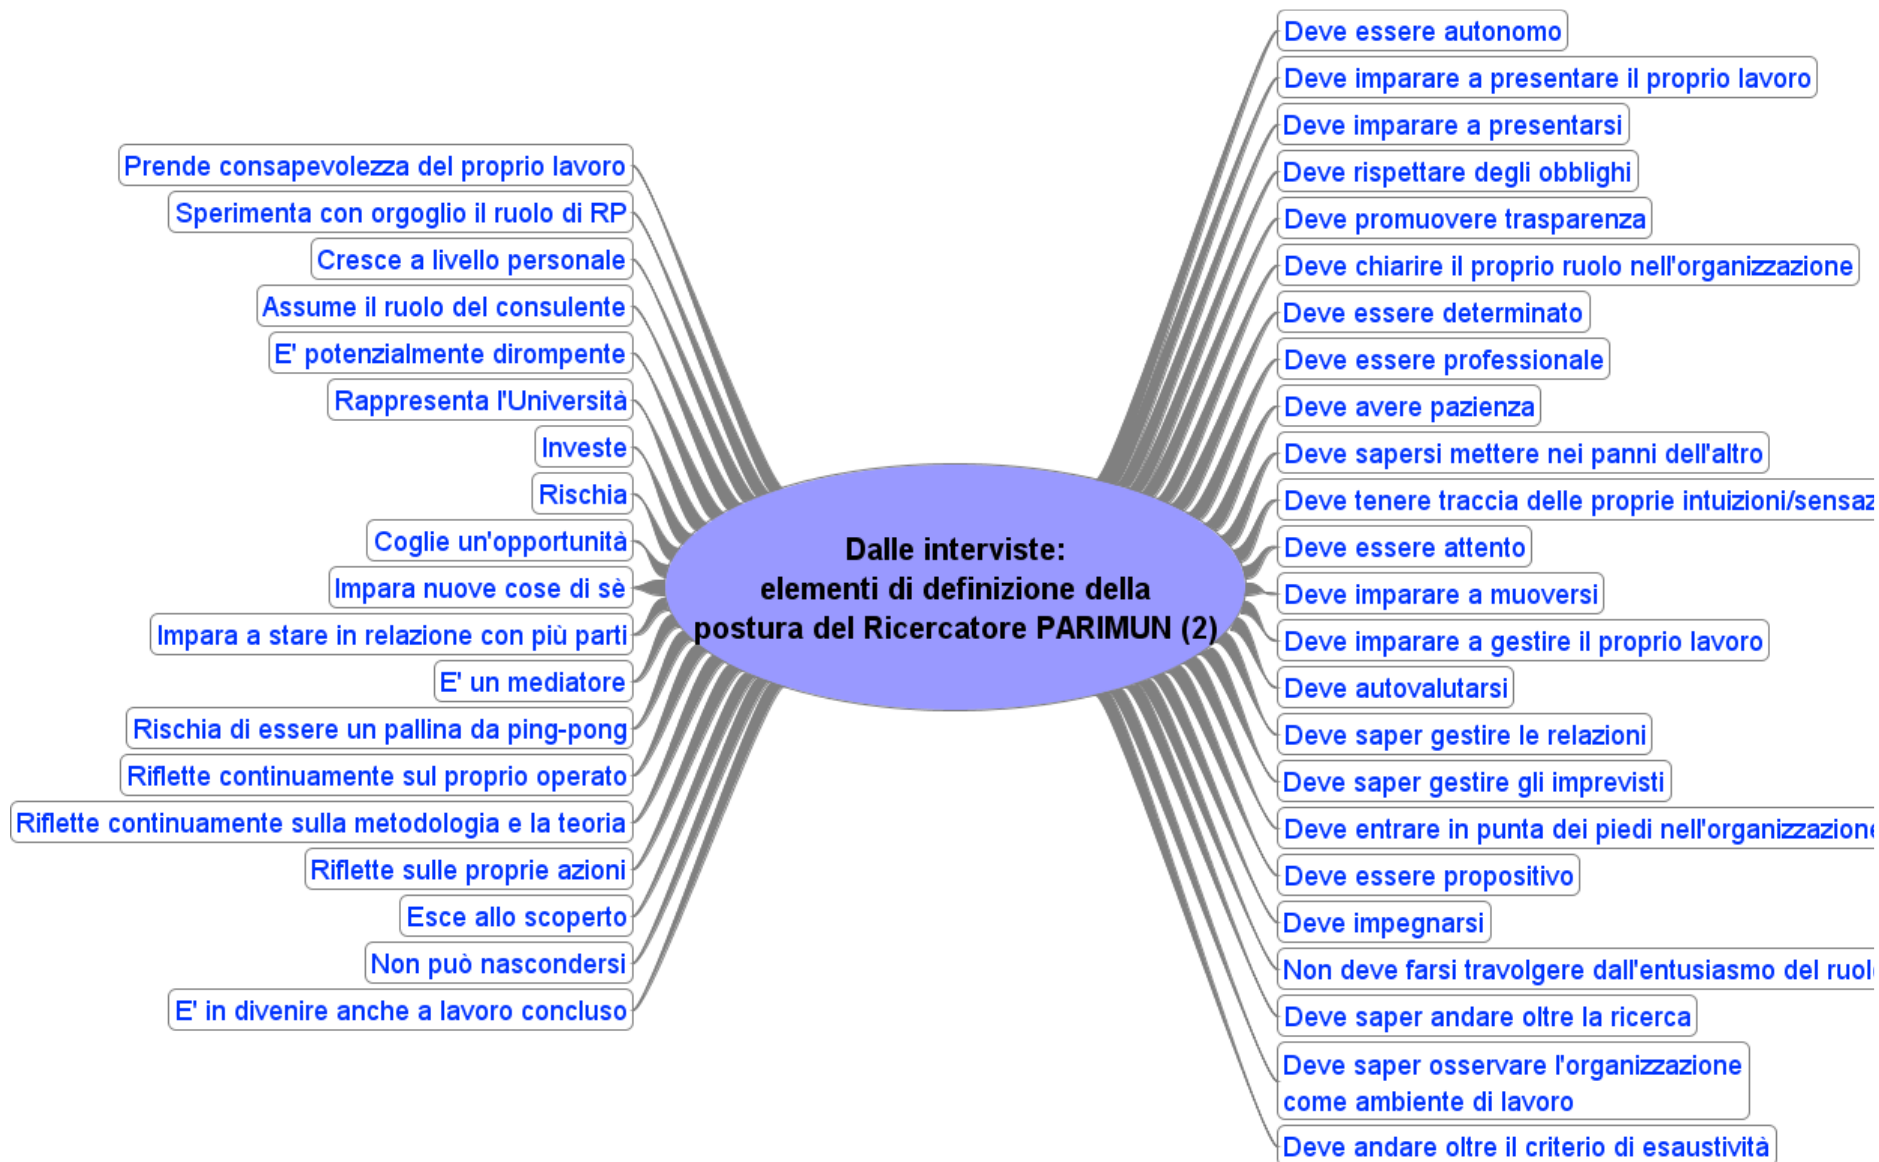 Prende consapevolezza del proprio lavoro
Sperimenta con orgoglio il ruolo di RP
Cresce a livello personale
Assume il ruolo del consulente
E' potenzialmente dirompente
Rappresenta l'Università
Investe
Rischia
Coglie un'opportunità
Impara nuove cose di sè
Impara a stare in relazione con più parti
E' un mediatore
Rischia di essere un pallina da ping-pong
Riflette continuamente sul proprio operato
Riflette continuamente sulla metodologia e la teoria
Riflette sulle proprie azioni
Esce allo scoperto
Non può nascondersi
E' in divenire anche a lavoro concluso
Dalle interviste:
elementi di definizione della
postura del Ricercatore PARIMUN (2)
Deve essere autonomo
Deve imparare a presentare il proprio lavoro
Deve imparare a presentarsi
Deve rispettare degli obblighi
Deve promuovere trasparenza
Deve chiarire il proprio ruolo nell'organizzazione
Deve essere determinato
Deve essere professionale
Deve avere pazienza
Deve sapersi mettere nei panni dell'altro
Deve tenere traccia delle proprie intuizioni/sensaz
Deve essere attento
Deve imparare a muoversi
Deve imparare a gestire il proprio lavoro
Deve autovalutarsi
Deve saper gestire le relazioni
Deve saper gestire gli imprevisti
Deve entrare in punta dei piedi nell'organizzazione
Deve essere propositivo
Deve impegnarsi
Non deve farsi travolgere dall'entusiasmo del ruol
Deve saper andare oltre la ricerca
Deve saper osservare l'organizzazione
come ambiente di lavoro
Deve andare oltre il criterio di esaustività